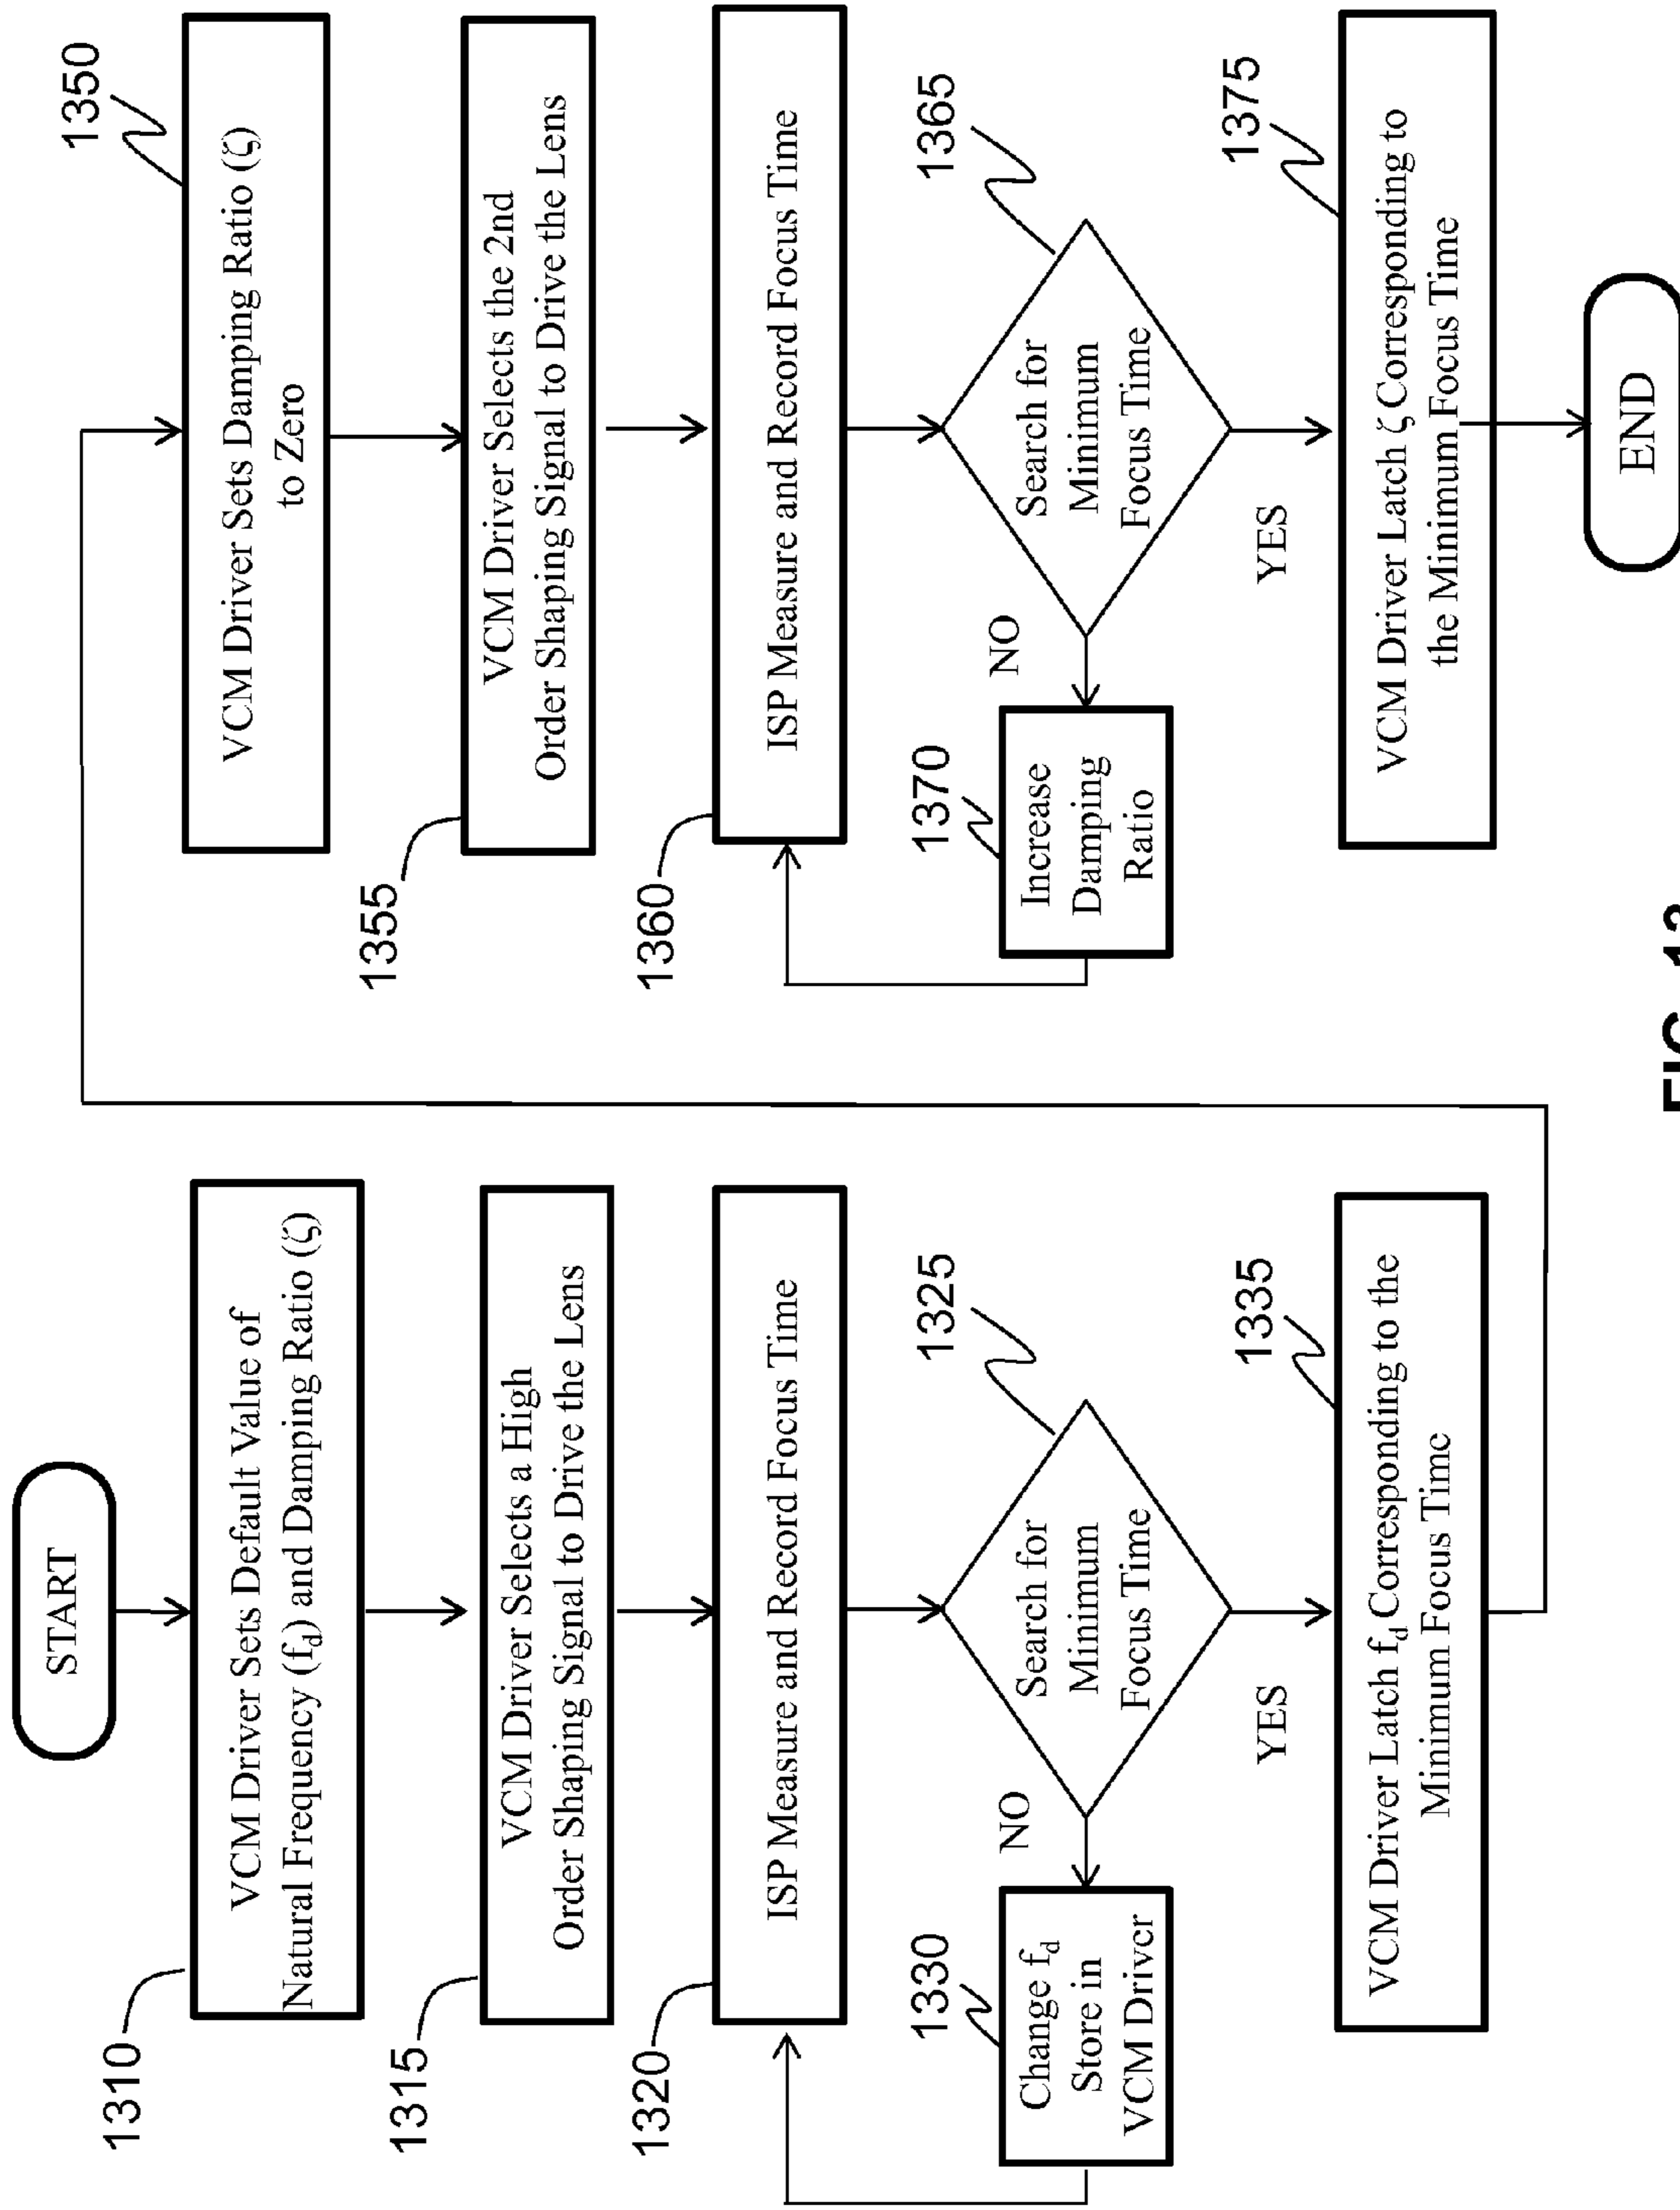 START
1310
VCM Driver Sets Default Value of
Natural Frequency (fd) and Damping Ratio (ζ)
1315
VCM Driver Selects a High
Order Shaping Signal to Drive the Lens
1320
ISP Measure and Record Focus Time
1325
Search for
Minimum
Focus Time
NO
YES
1330
Change fd
Store in
VCM Driver
1335
VCM Driver Latch fd Corresponding to the
Minimum Focus Time
1350
VCM Driver Sets Damping Ratio (ζ)
to Zero
1355
VCM Driver Selects the 2nd
Order Shaping Signal to Drive the Lens
1360
ISP Measure and Record Focus Time
1365
Search for
Minimum
Focus Time
NO
YES
1370
Increase
Damping
Ratio
1375
VCM Driver Latch ζ Corresponding to
the Minimum Focus Time
END
FIG. 13